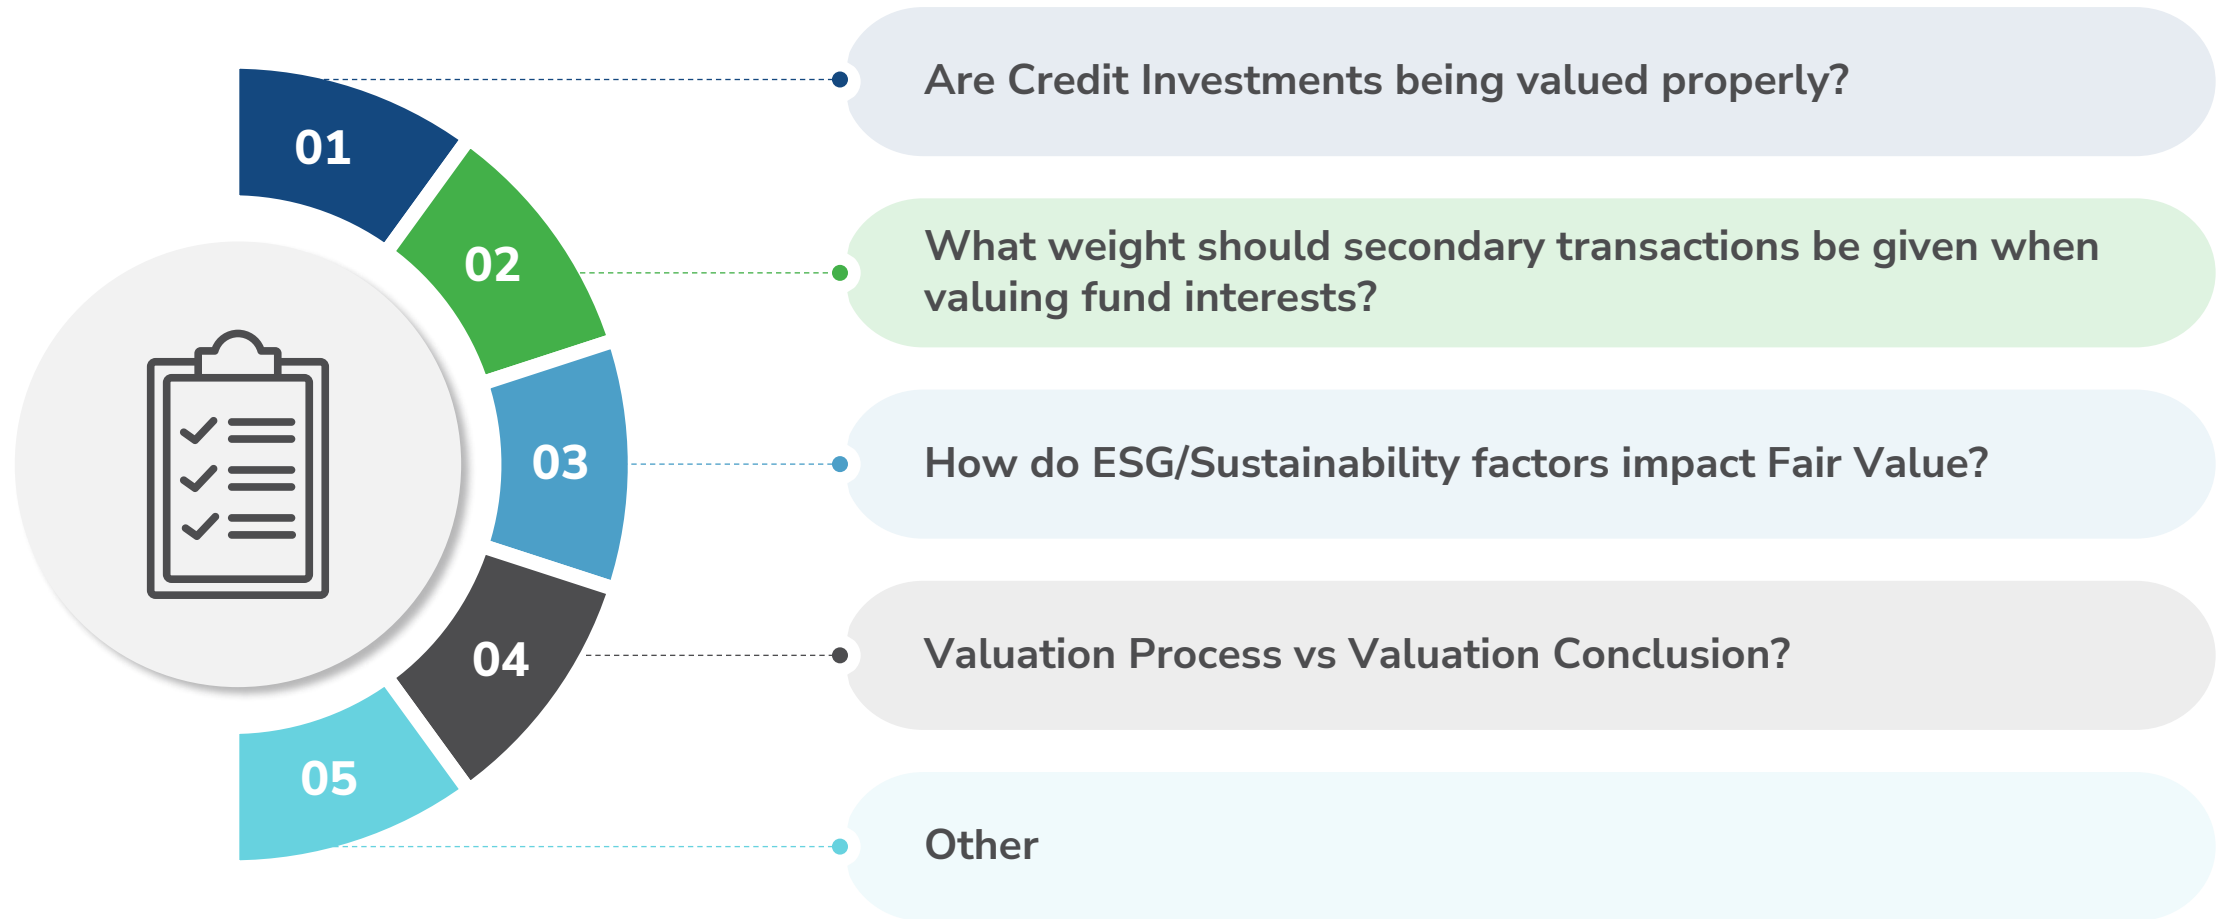 01
Are Credit Investments being valued properly?
02
What weight should secondary transactions be given when
valuing fund interests?
03
How do ESG/Sustainability factors impact Fair Value?
04
Valuation Process vs Valuation Conclusion?
05
Other